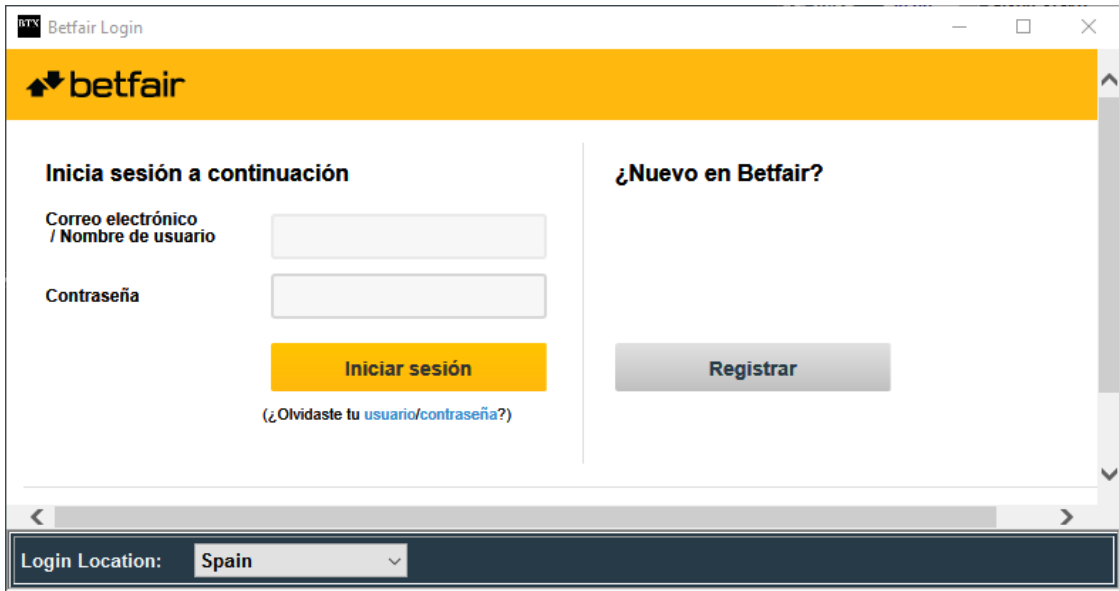 BTX Betfair Login
betfair
Inicia sesión a continuación
Correo electrónico
/ Nombre de usuario
Contraseña
Iniciar sesión
(¿Olvidaste tu usuario/contraseña?)
¿Nuevo en Betfair?
Registrar
Login Location: Spain